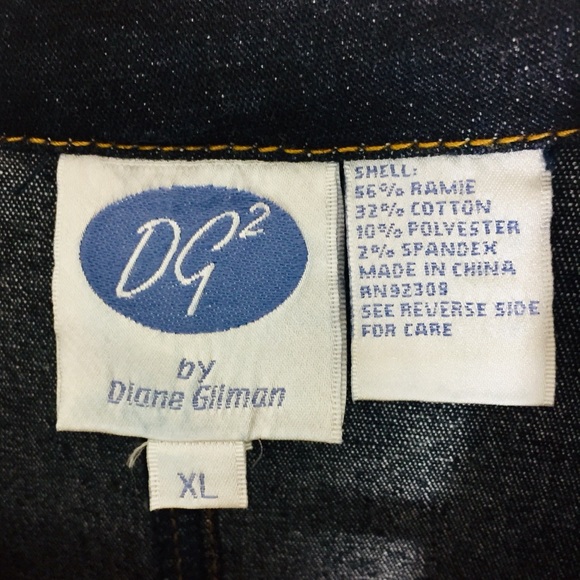 DG2
by
Diane Gilman
XL
SHELL:
56% RAMIE
32% COTTON
10% POLYESTER
2% SPANDEX
MADE IN CHINA
RN92309
SEE REVERSE SIDE
FOR CARE